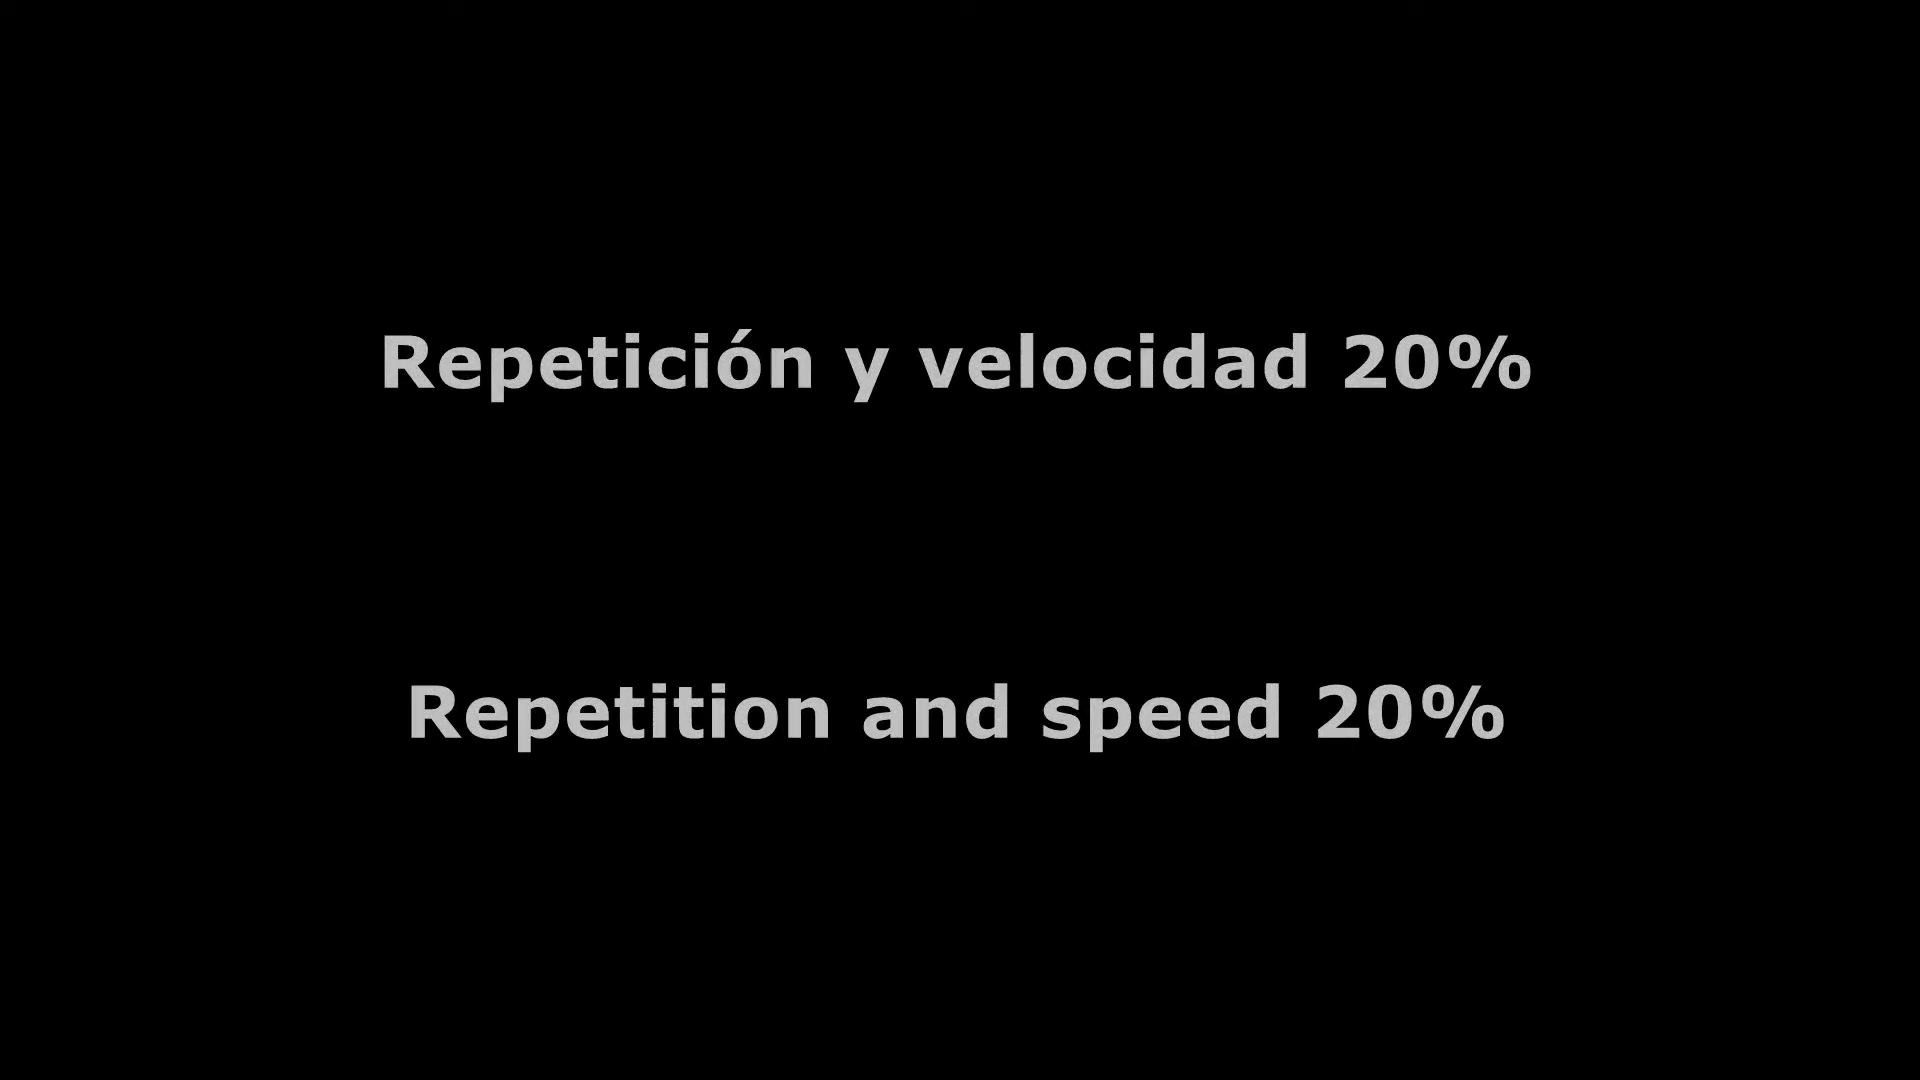 Repetición y velocidad 20%
Repetition and speed 20%